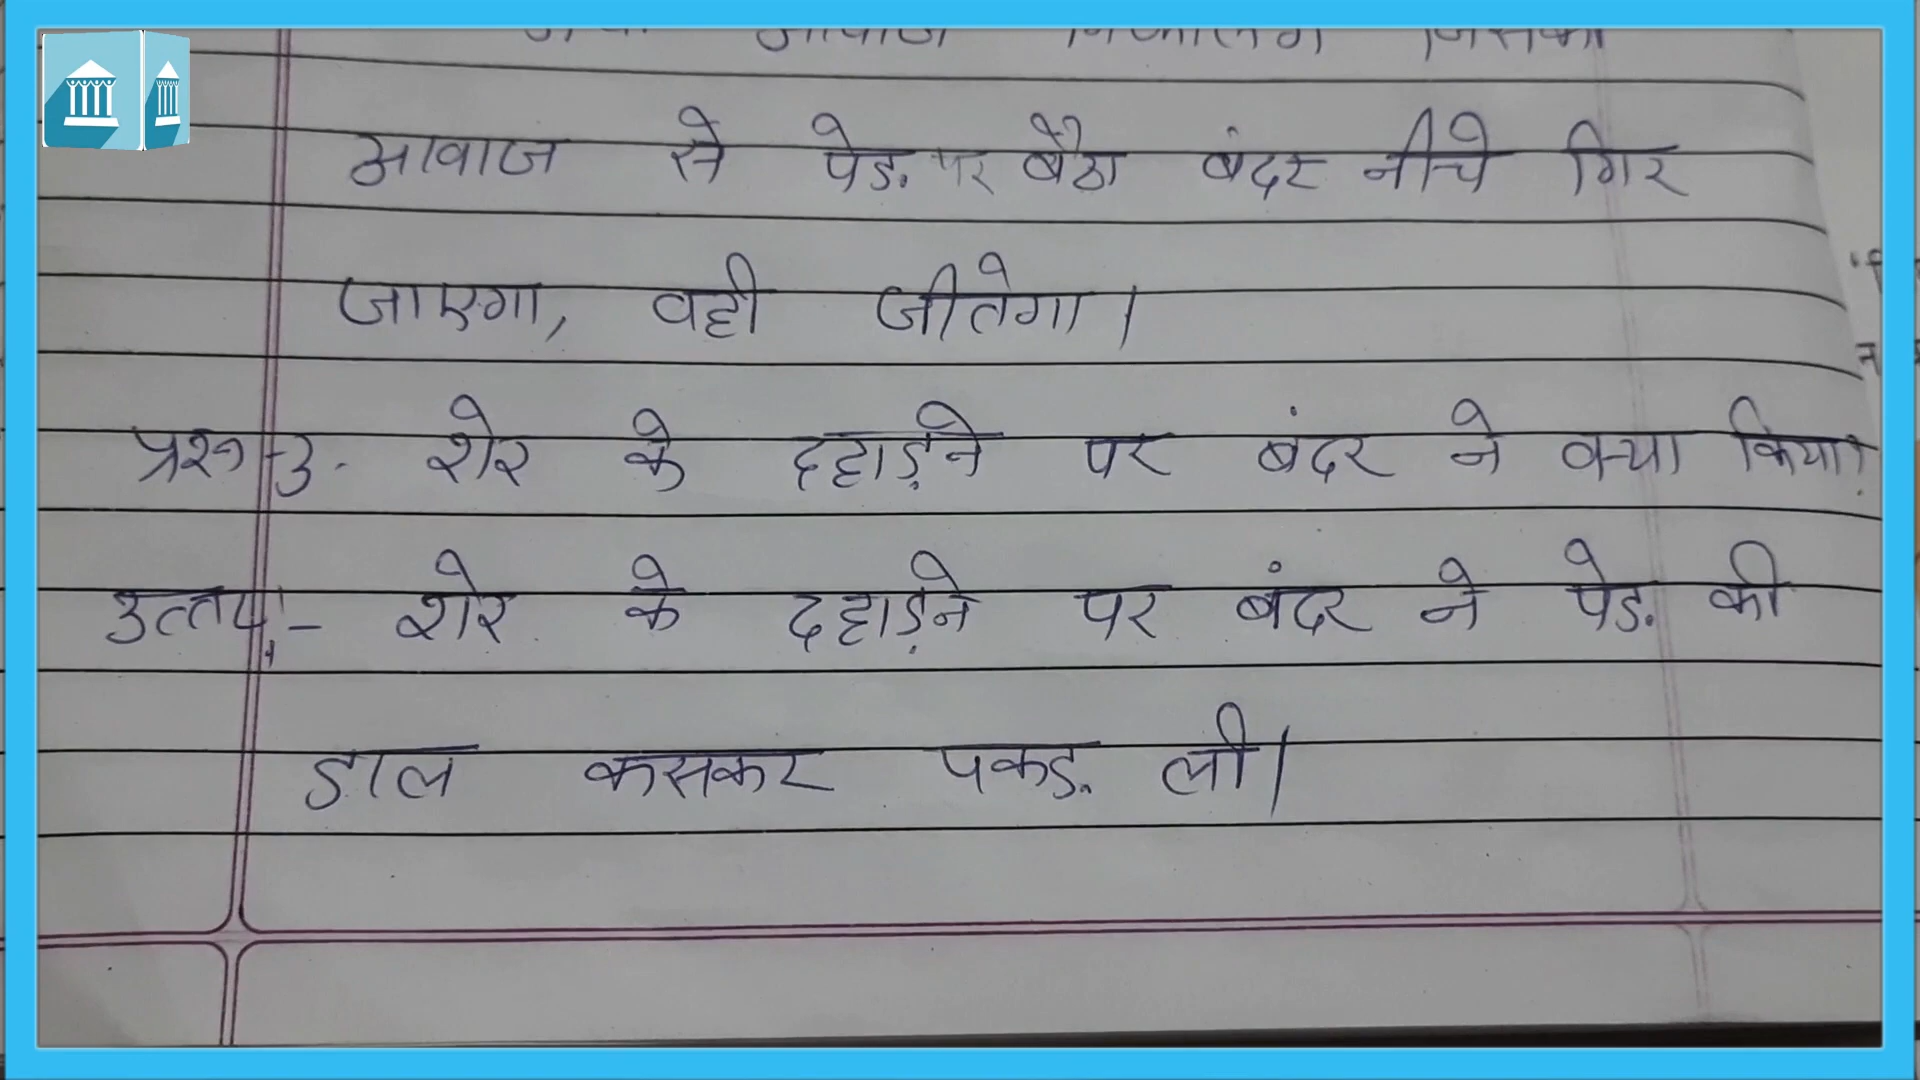 आवाज से पेड़ पर बैठा बंदर नीचे गिर
जाएगा, वही जीतेगा।
प्रश्न-3. शेर के दहाड़ने पर बंदर ने क्या किया?
उत्तर:- शेर के दहाड़ने पर बंदर ने पेड़ की
डाल कसकर पकड़ ली।